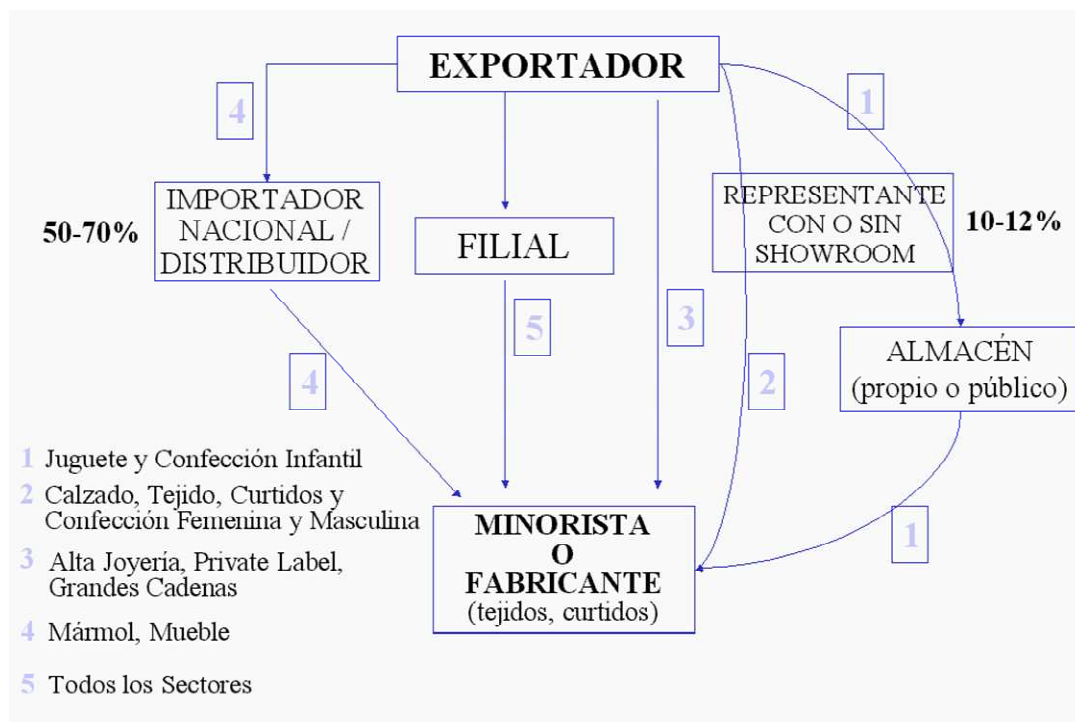 EXPORTADOR
4
1
IMPORTADOR
NACIONAL /
DISTRIBUIDOR
50-70%
FILIAL
REPRESENTANTE
CON O SIN
SHOWROOM
10-12%
5
3
4
2
ALMACÉN
(propio o público)
1 Juguete y Confección Infantil
2 Calzado, Tejido, Curtidos y
Confección Femenina y Masculina
3 Alta Joyería, Private Label,
Grandes Cadenas
4 Mármol, Mueble
5 Todos los Sectores
MINORISTA
O
FABRICANTE
(tejidos, curtidos)
1